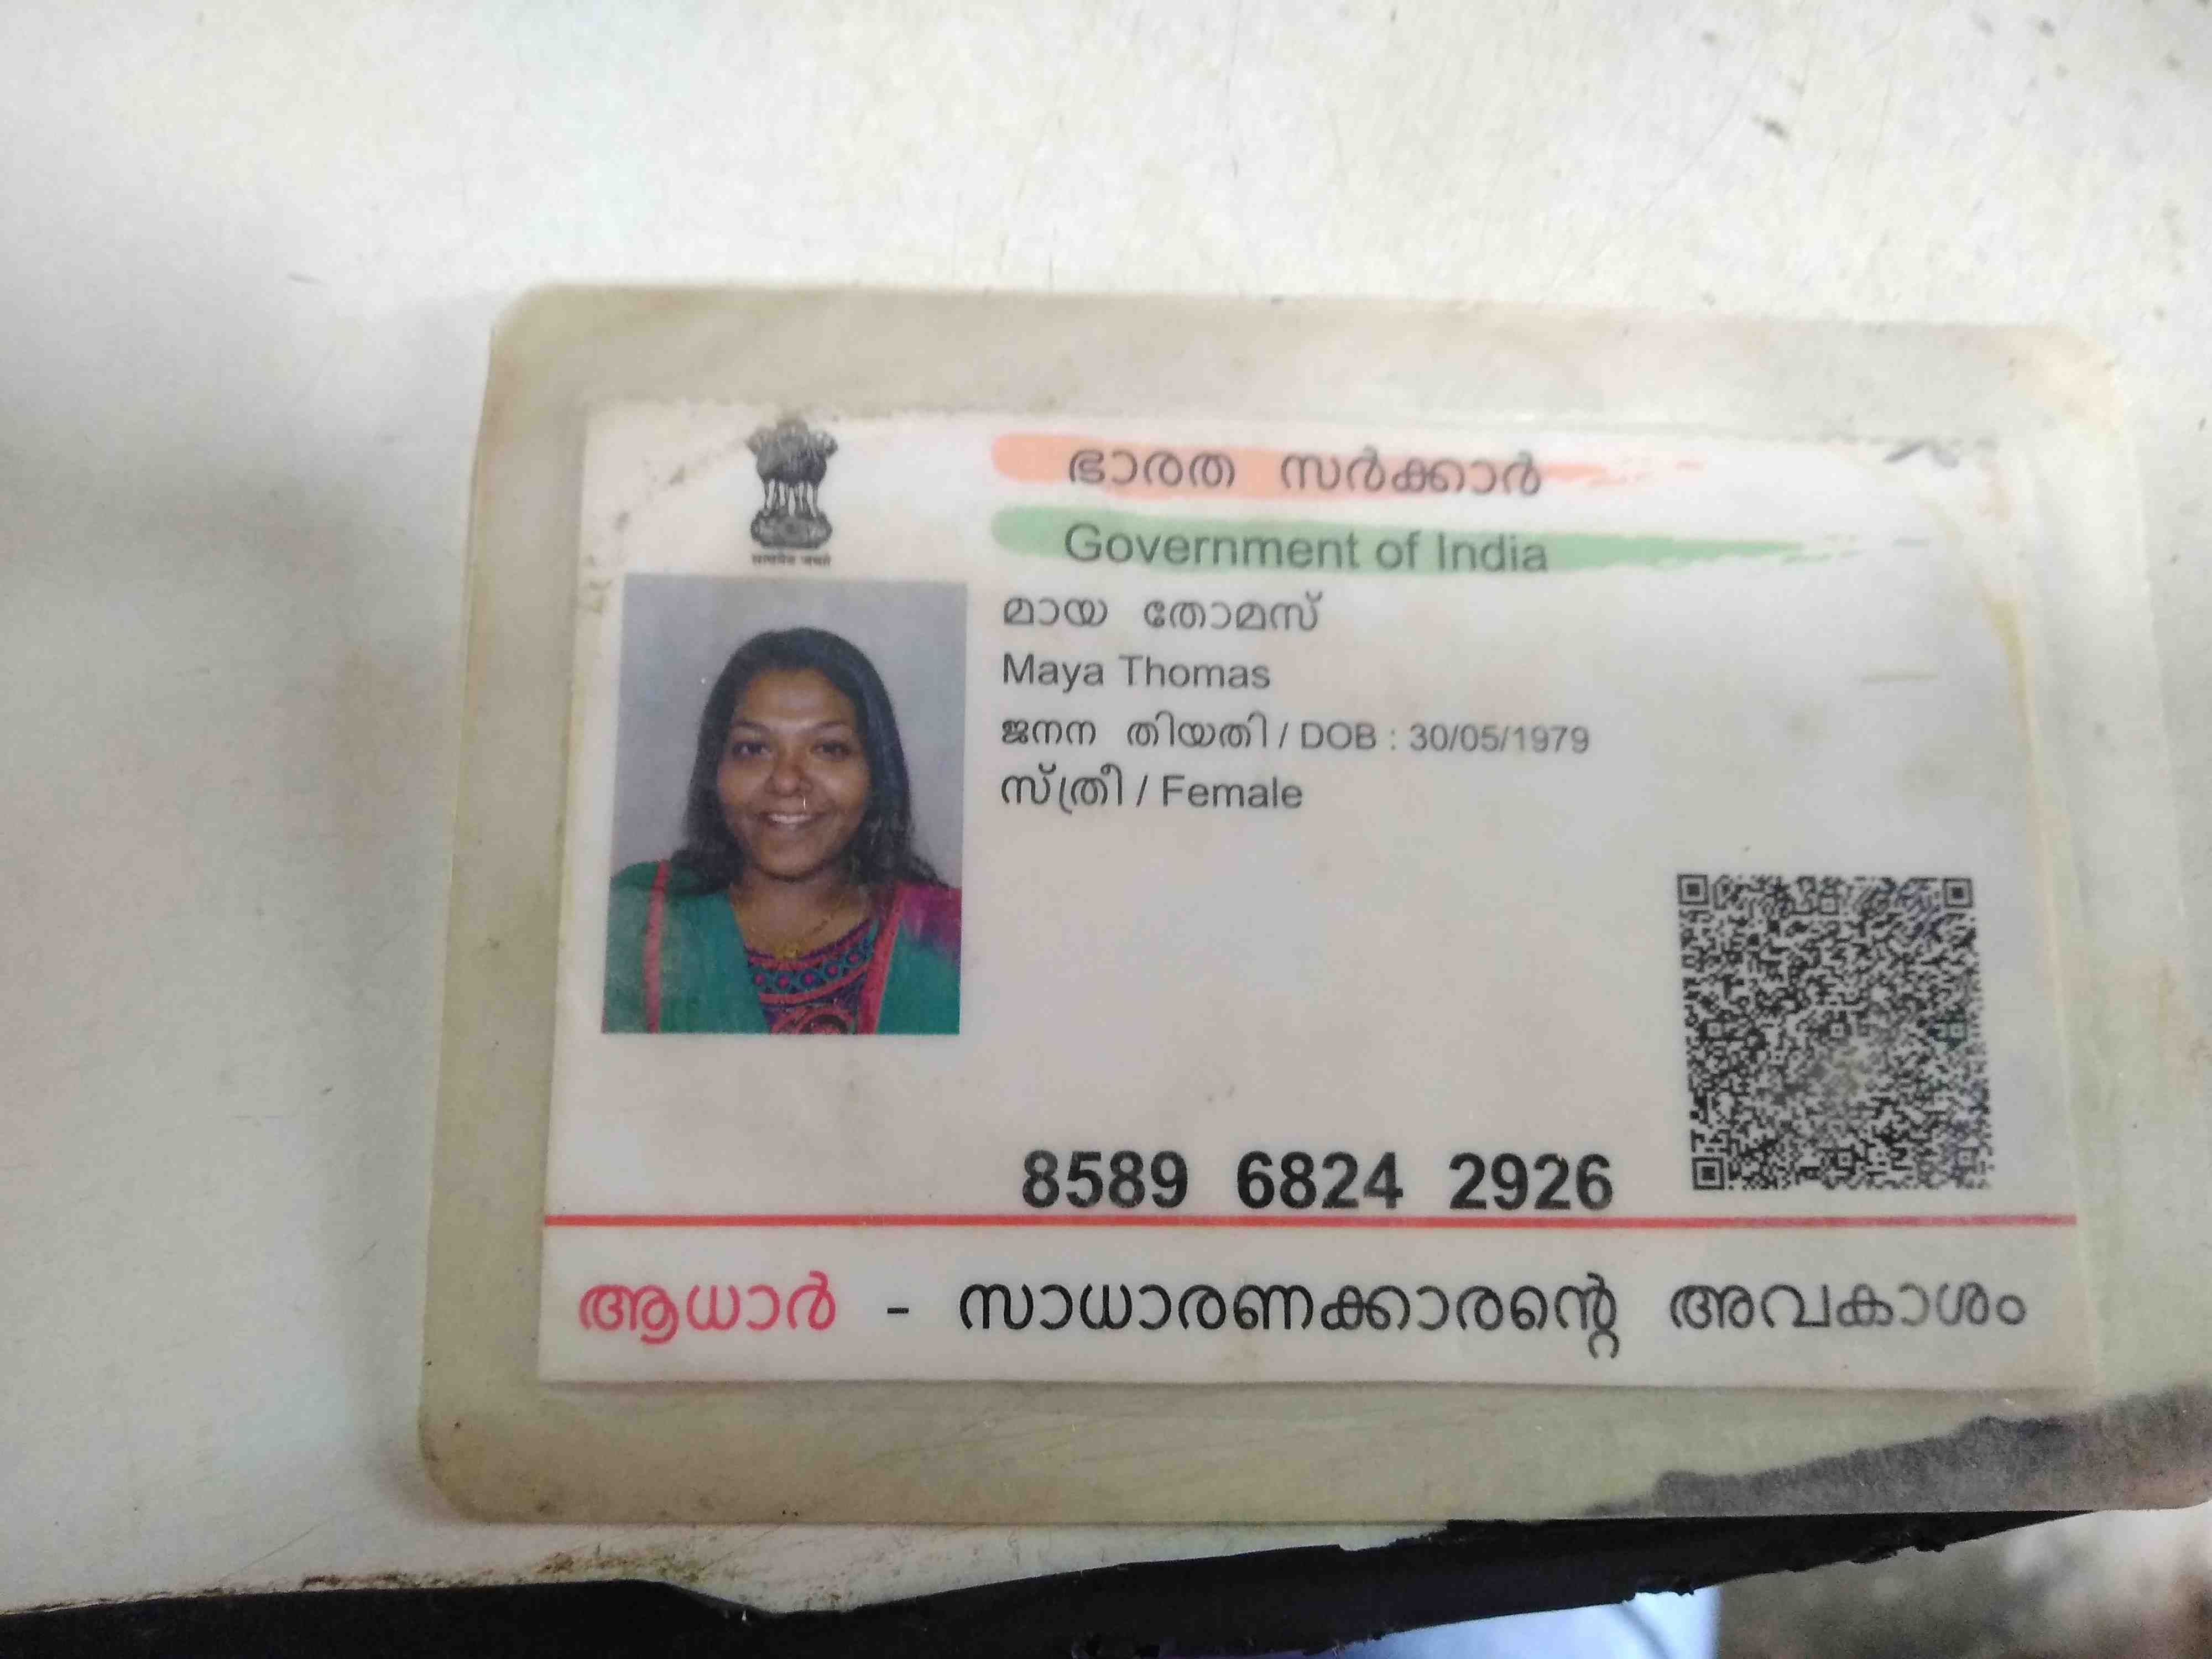 ഭാരത സർക്കാർ
Government of India
മായ തോമസ്
Maya Thomas
ജനന തിയതി / DOB : 30/05/1979
സ്ത്രീ / Female
8589 6824 2926
ആധാർ - സാധാരണക്കാരന്റെ അവകാശം